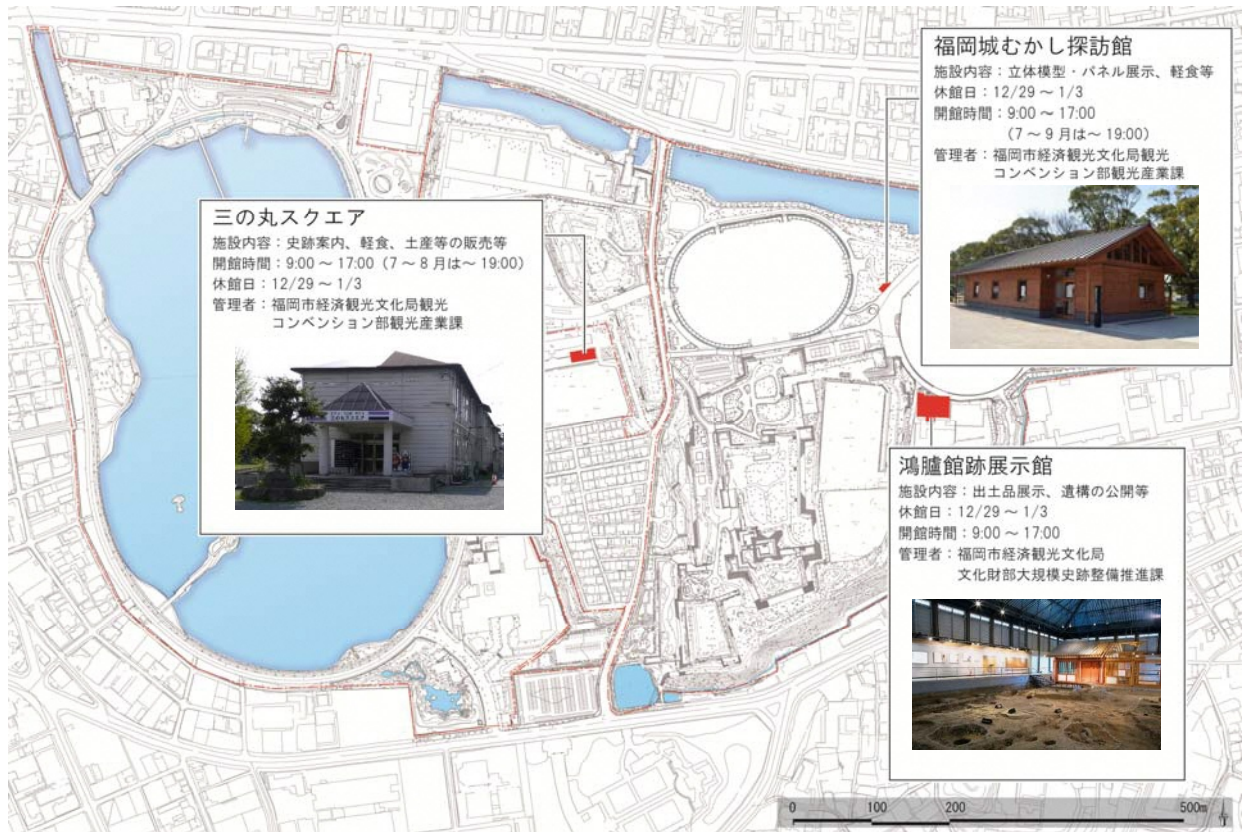 三の丸スクエア
施設内容：史跡案内、軽食、土産等の販売等
開館時間：9:00 ～ 17:00（7 ～ 8 月は～ 19:00）
休館日：12/29 ～ 1/3
管理者：福岡市経済観光文化局観光
コンベンション部観光産業課
福岡城むかし探訪館
施設内容：立体模型・パネル展示、軽食等
休館日：12/29 ～ 1/3
開館時間：9:00 ～ 17:00
（7 ～ 9 月は～ 19:00）
管理者：福岡市経済観光文化局観光
コンベンション部観光産業課
鴻臚館跡展示館
施設内容：出土品展示、遺構の公開等
休館日：12/29 ～ 1/3
開館時間：9:00 ～ 17:00
管理者：福岡市経済観光文化局
文化財部大規模史跡整備推進課
0 100 200 500m